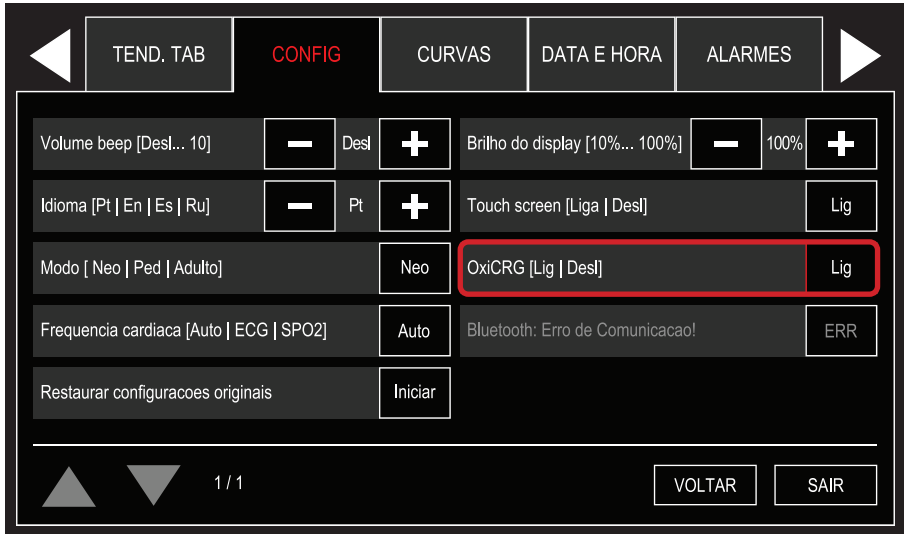 TEND. TAB
CONFIG
CURVAS
DATA E HORA
ALARMES
Volume beep [Desl... 10]
Desl
Brilho do display [10%... 100%]
100%
Idioma [Pt | En | Es | Ru]
Pt
Touch screen [Liga | Desl]
Lig
Modo [ Neo | Ped | Adulto]
Neo
OxiCRG [Lig | Desl]
Lig
Frequencia cardiaca [Auto | ECG | SPO2]
Auto
Bluetooth: Erro de Comunicacao!
ERR
Restaurar configuracoes originais
Iniciar
1 / 1
VOLTAR
SAIR